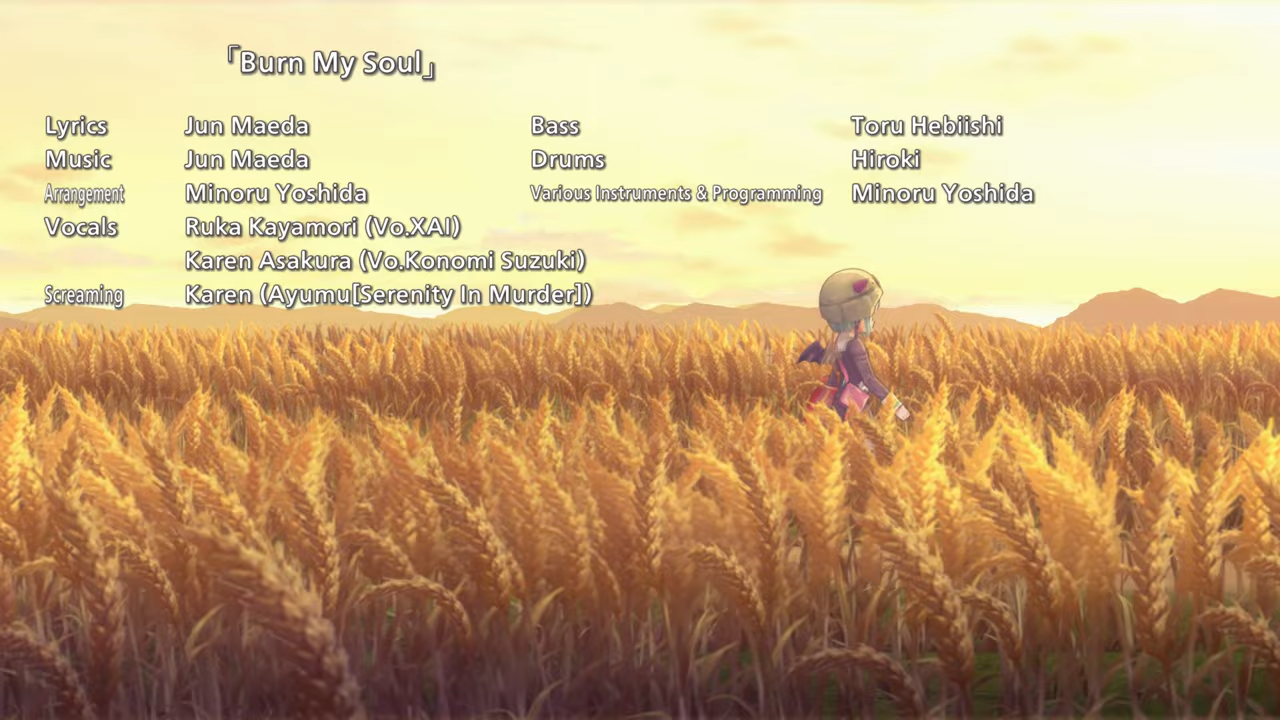 「Burn My Soul」
Lyrics Jun Maeda Bass Toru Hebiishi
Music Jun Maeda Drums Hiroki
Arrangement Minoru Yoshida Various Instruments & Programming Minoru Yoshida
Vocals Ruka Kayamori (Vo.XAI)
Karen Asakura (Vo.Konomi Suzuki)
Screaming Karen (Ayumu[Serenity In Murder])